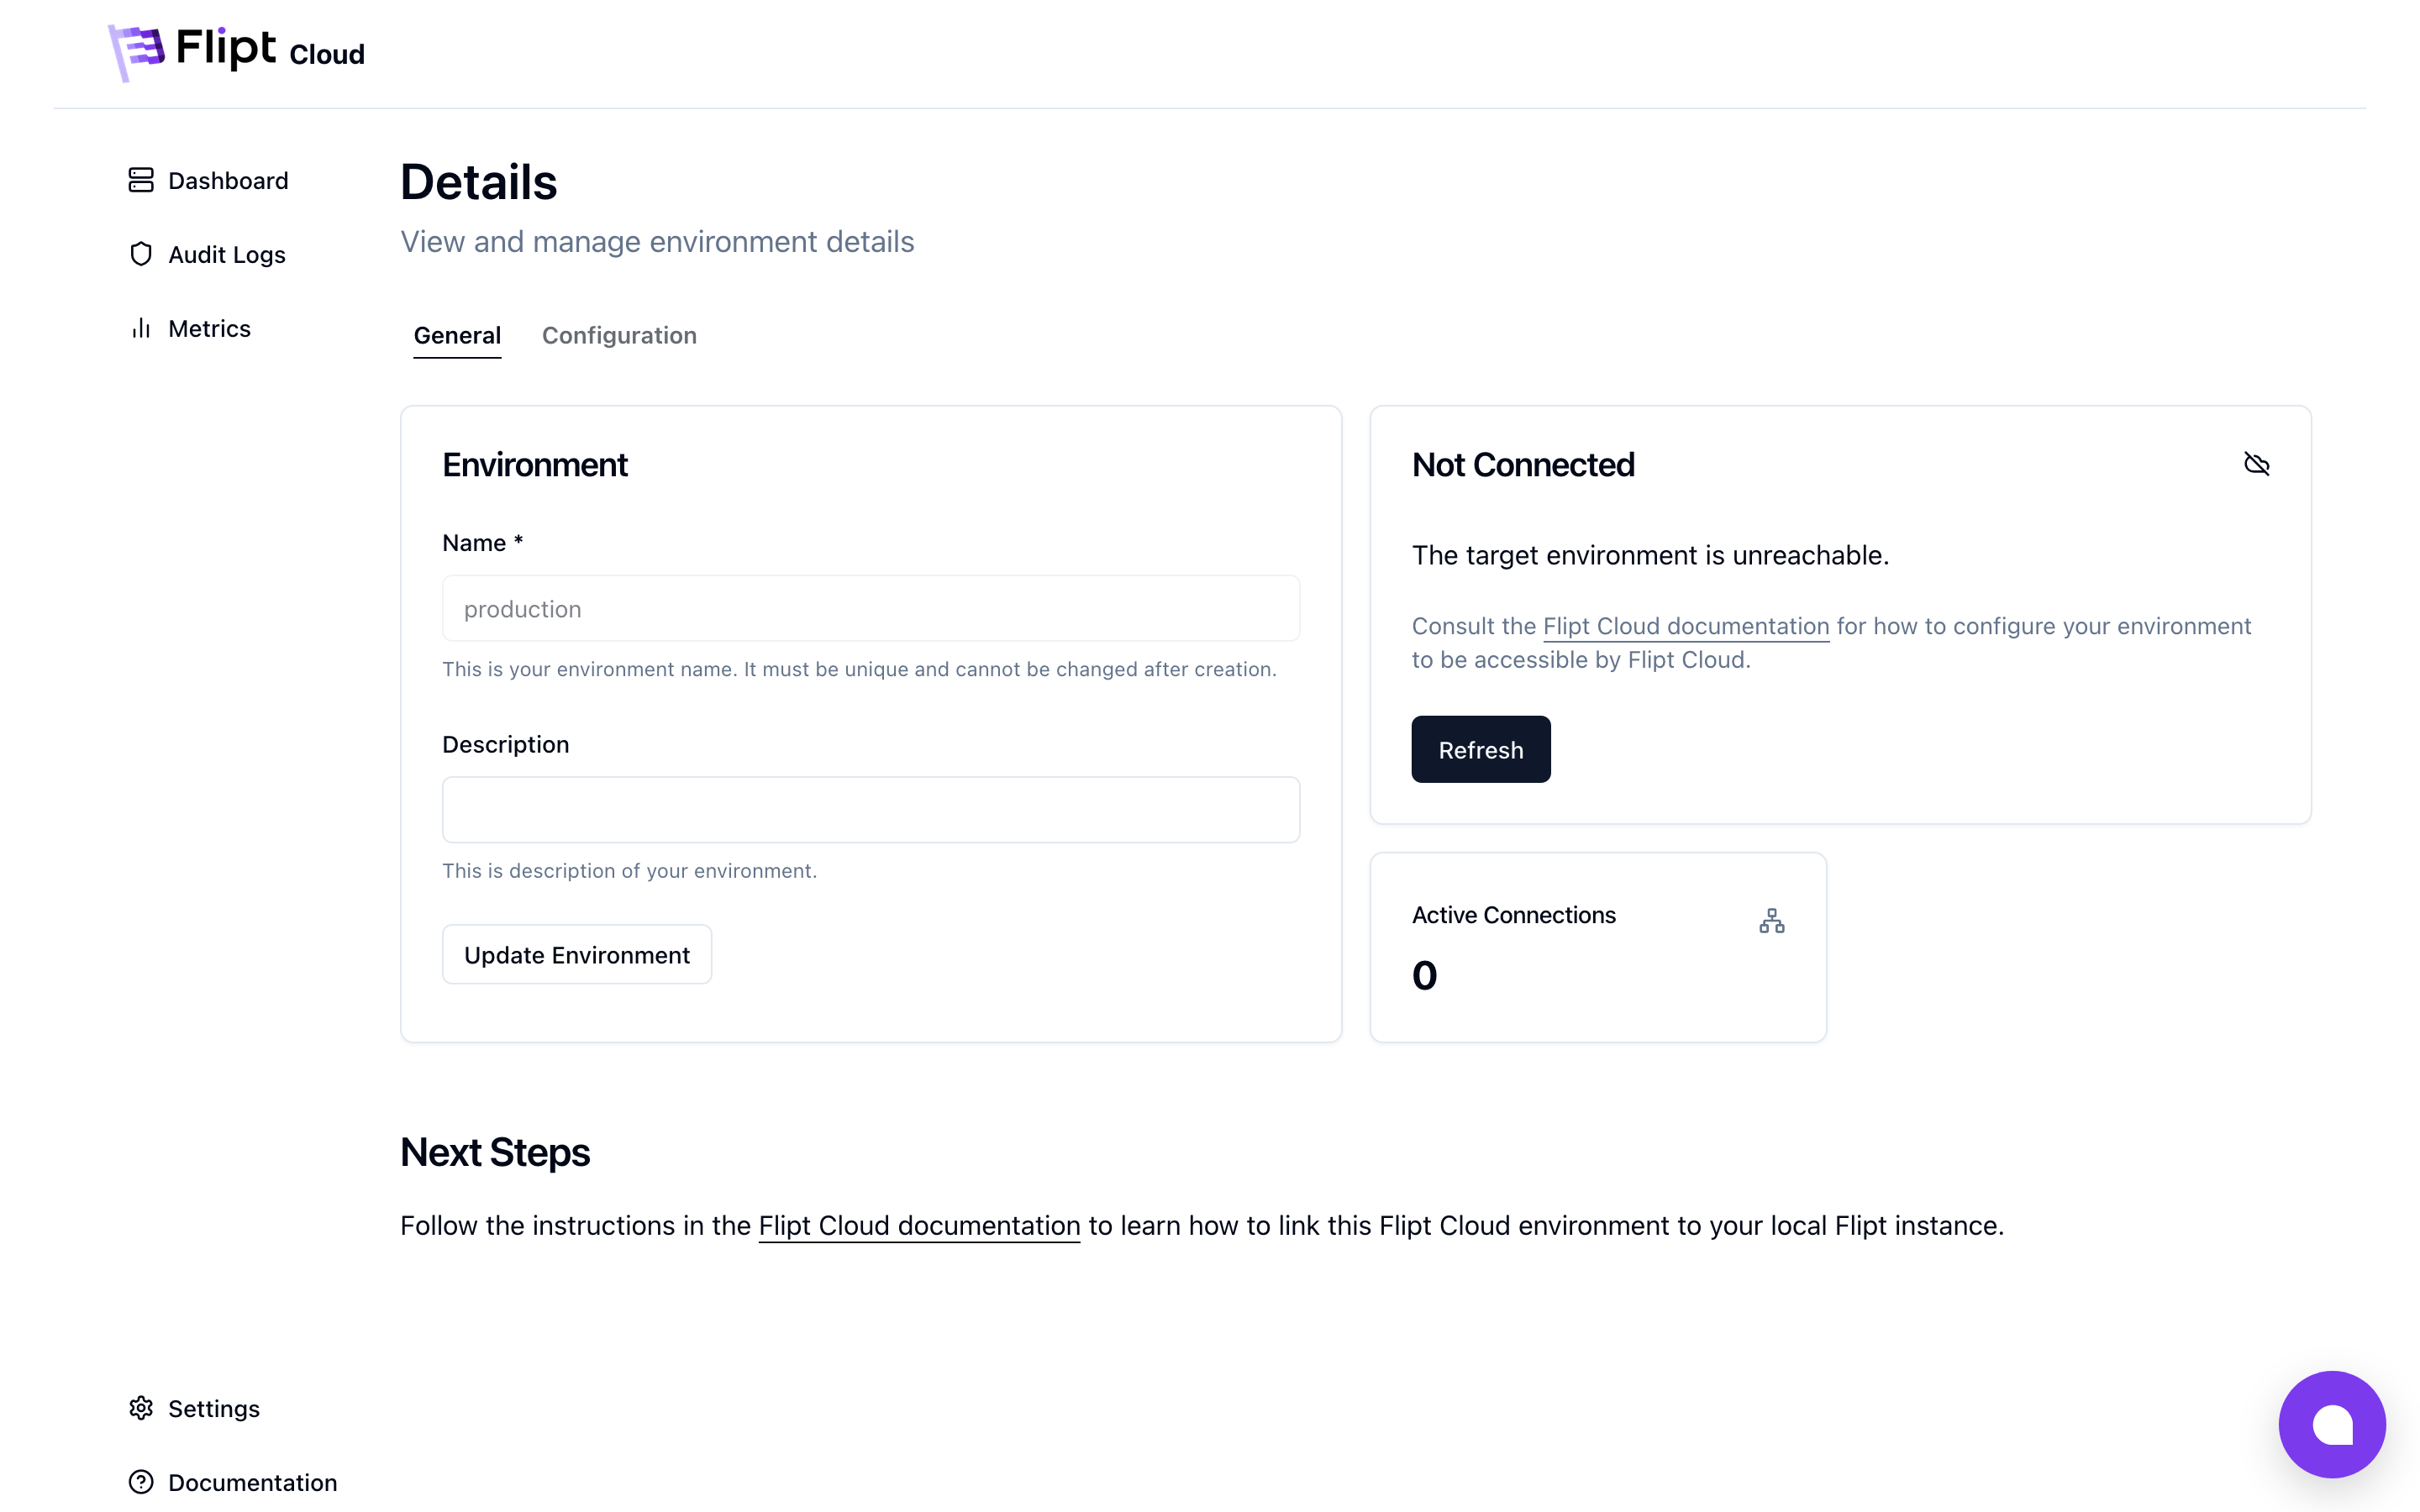 Flipt Cloud
Dashboard
Audit Logs
Metrics
Details
View and manage environment details
General Configuration
Environment
Name *
production
This is your environment name. It must be unique and cannot be changed after creation.
Description
This is description of your environment.
Update Environment
Not Connected
The target environment is unreachable.
Consult the Flipt Cloud documentation for how to configure your environment
to be accessible by Flipt Cloud.
Refresh
Active Connections
0
Next Steps
Follow the instructions in the Flipt Cloud documentation to learn how to link this Flipt Cloud environment to your local Flipt instance.
Settings
Documentation